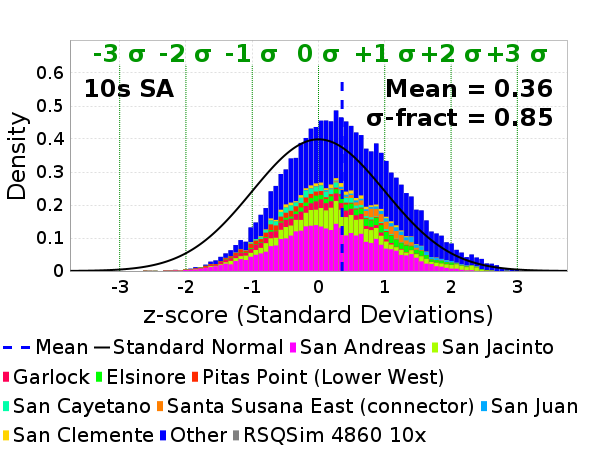 -3 σ -2 σ -1 σ 0 σ +1 σ +2 σ +3 σ
10s SA
Mean = 0.36
σ-fract = 0.85
Density
0.6
0.5
0.4
0.3
0.2
0.1
0
-3 -2 -1 0 1 2 3
z-score (Standard Deviations)
Mean Standard Normal San Andreas San Jacinto
Garlock Elsinore Pitas Point (Lower West)
San Cayetano Santa Susana East (connector) San Juan
San Clemente Other RSQSim 4860 10x